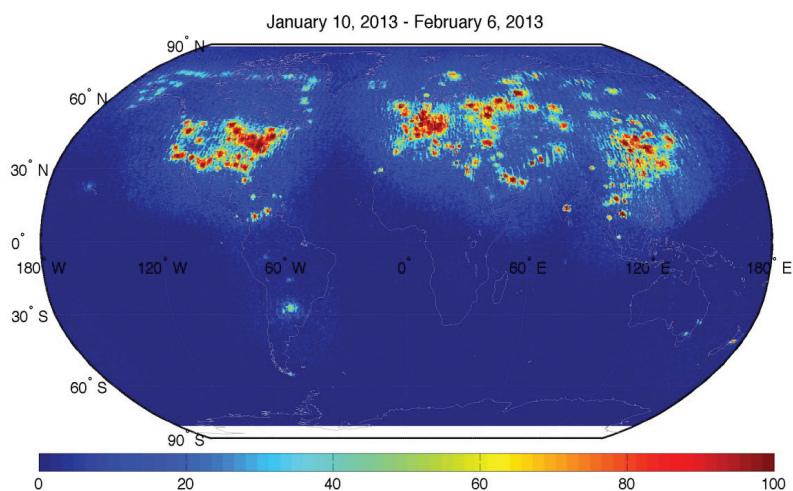 January 10, 2013 - February 6, 2013
90° N
60° N
30° N
0°
180° W
120° W
60° W
0°
60° E
120° E
180° E
30° S
60° S
90° S
0 20 40 60 80 100